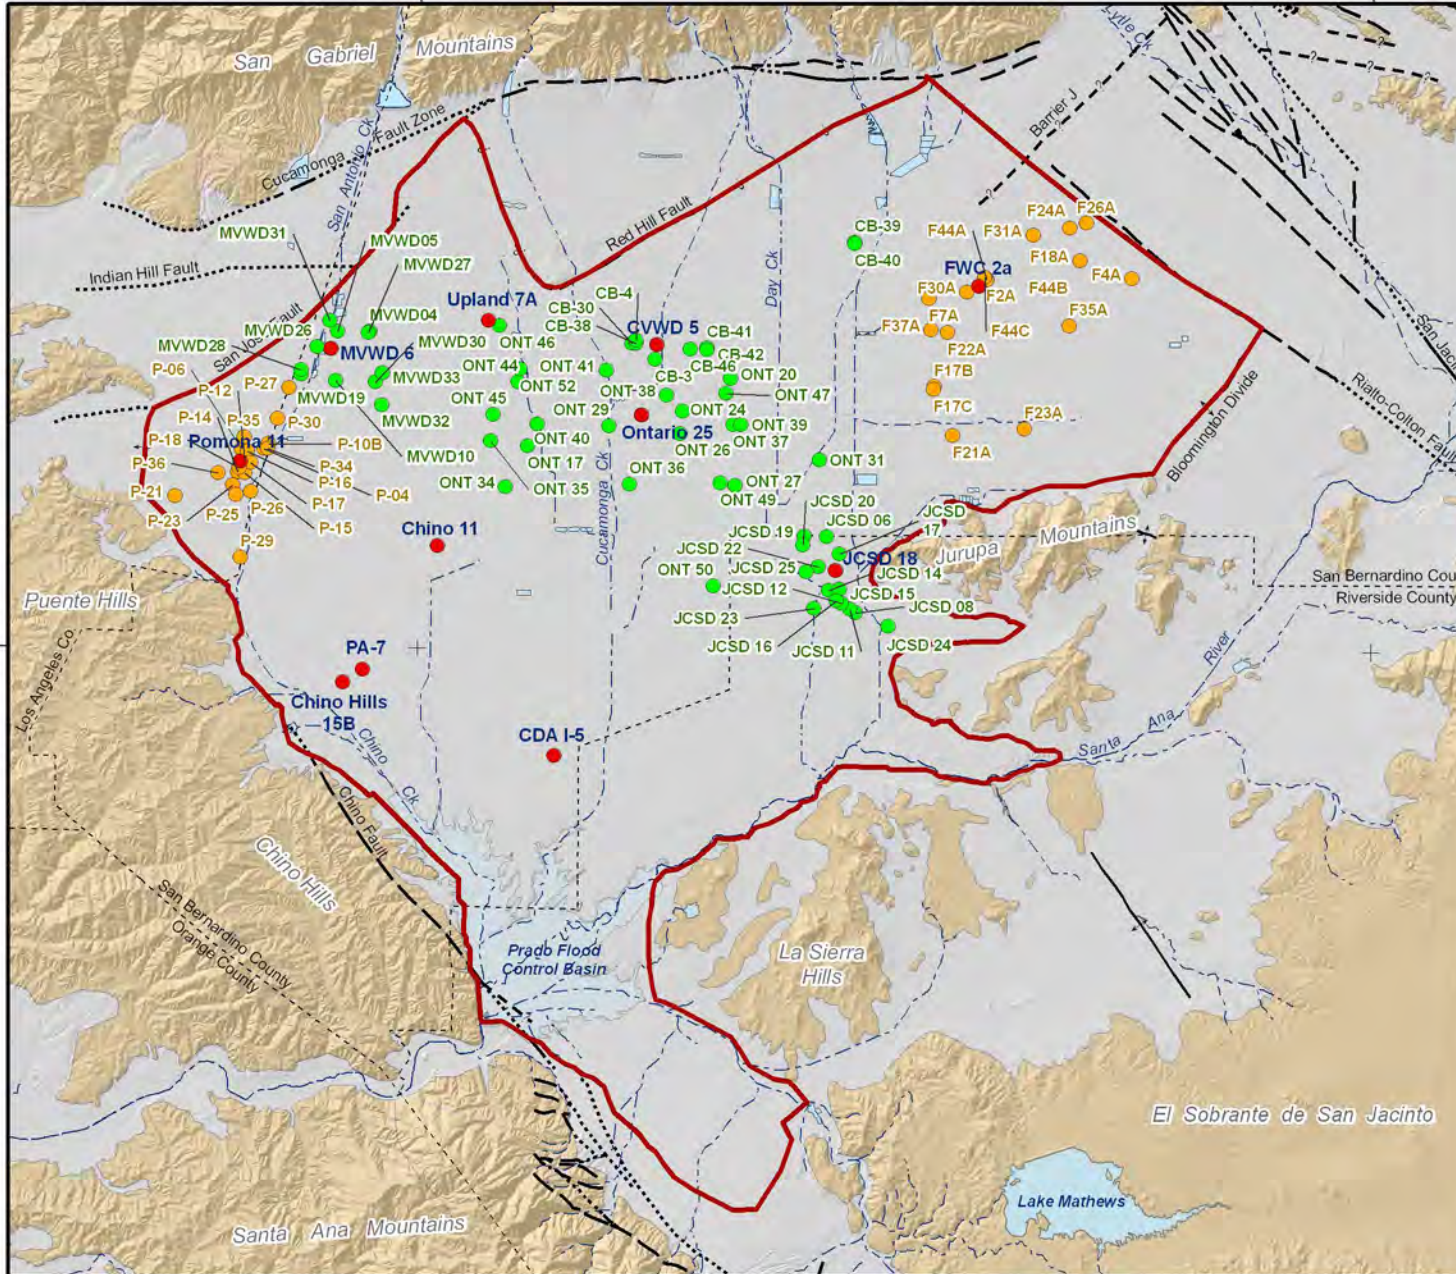 San Gabriel Mountains
Lytle Ck
Barrier J
Cucamonga Fault Zone
San Antonio Ck
Red Hill Fault
Day Ck
Indian Hill Fault
MVWD31
MVWD05
MVWD27
CB-39
CB-40
F24A
F26A
F44A
F31A
F18A
FWC 2a
F4A
F30A
F2A
F44B
F35A
F37A
F7A
F44C
F22A
F17B
F17C
F23A
F21A
San Jose Fault
MVWD26
MVWD04
Upland 7A
CB-4
CB-30
CB-38
CVWD 5
CB-41
CB-42
CB-46
CB-3
MVWD28
MVWD 6
MVWD30
ONT 46
MVWD33
ONT 44
ONT 41
ONT 52
ONT 38
ONT 20
ONT 47
P-06
P-12
P-27
MVWD19
MVWD32
ONT 45
ONT 29
ONT 24
P-14
P-35
P-30
ONT 40
Ontario 25
ONT 39
ONT 37
P-18
Pomona 11
P-10B
MVWD10
ONT 17
ONT 26
P-36
P-34
P-16
ONT 36
ONT 31
P-21
P-04
ONT 34
ONT 35
ONT 27
ONT 49
P-23
P-25
P-26
P-17
P-15
P-29
Cucamonga Ck
Chino 11
JCSD 20
JCSD 19
JCSD 06
JCSD
17
JCSD 22
JCSD 18
ONT 50
JCSD 25
JCSD 14
JCSD 12
JCSD 15
JCSD 23
JCSD 08
JCSD 16
JCSD 11
JCSD 24
Jurupa Mountains
Bloomington Divide
Rialto-Colton Fault
San Jac
San Bernardino Cou
Riverside County
Puente Hills
Los Angeles Co
PA-7
Chino Hills
15B
CDA I-5
Chino Ck
Chino Fault
Chino Hills
Santa Ana River
San Bernardino County
Orange County
Prado Flood
Control Basin
La Sierra
Hills
El Sobrante de San Jacinto
Lake Mathews
Santa Ana Mountains